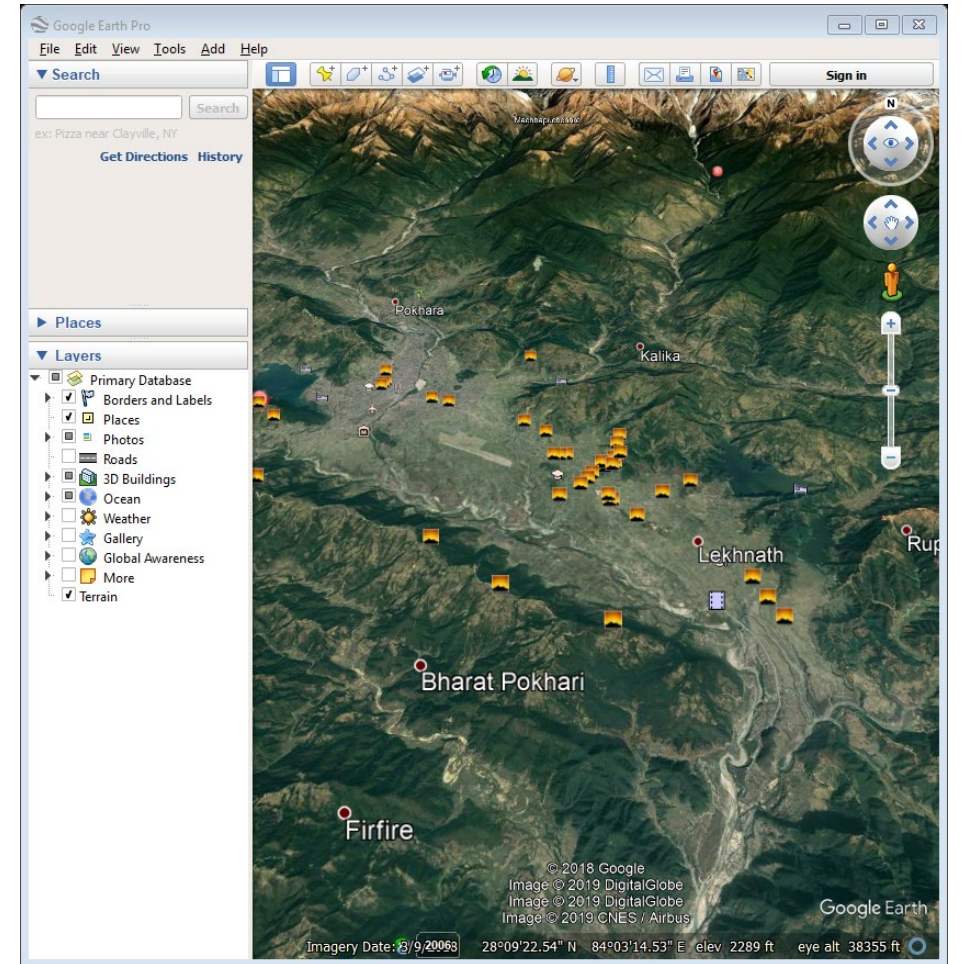 Google Earth Pro
File Edit View Tools Add Help
Search
Sign in
Search
ex: Pizza near Clayville, NY
Get Directions History
Places
Layers
Primary Database
Borders and Labels
Places
Photos
Roads
3D Buildings
Ocean
Weather
Gallery
Global Awareness
More
Terrain
N
Pokhara
Kalika
Lekhnath
Rup
Bharat Pokhari
Firfire
© 2018 Google
Image © 2019 DigitalGlobe
Image © 2019 DigitalGlobe
Image © 2019 CNES / Airbus
Google Earth
Imagery Date: 2006 28°09'22.54" N 84°03'14.53" E elev 2289 ft eye alt 38355 ft